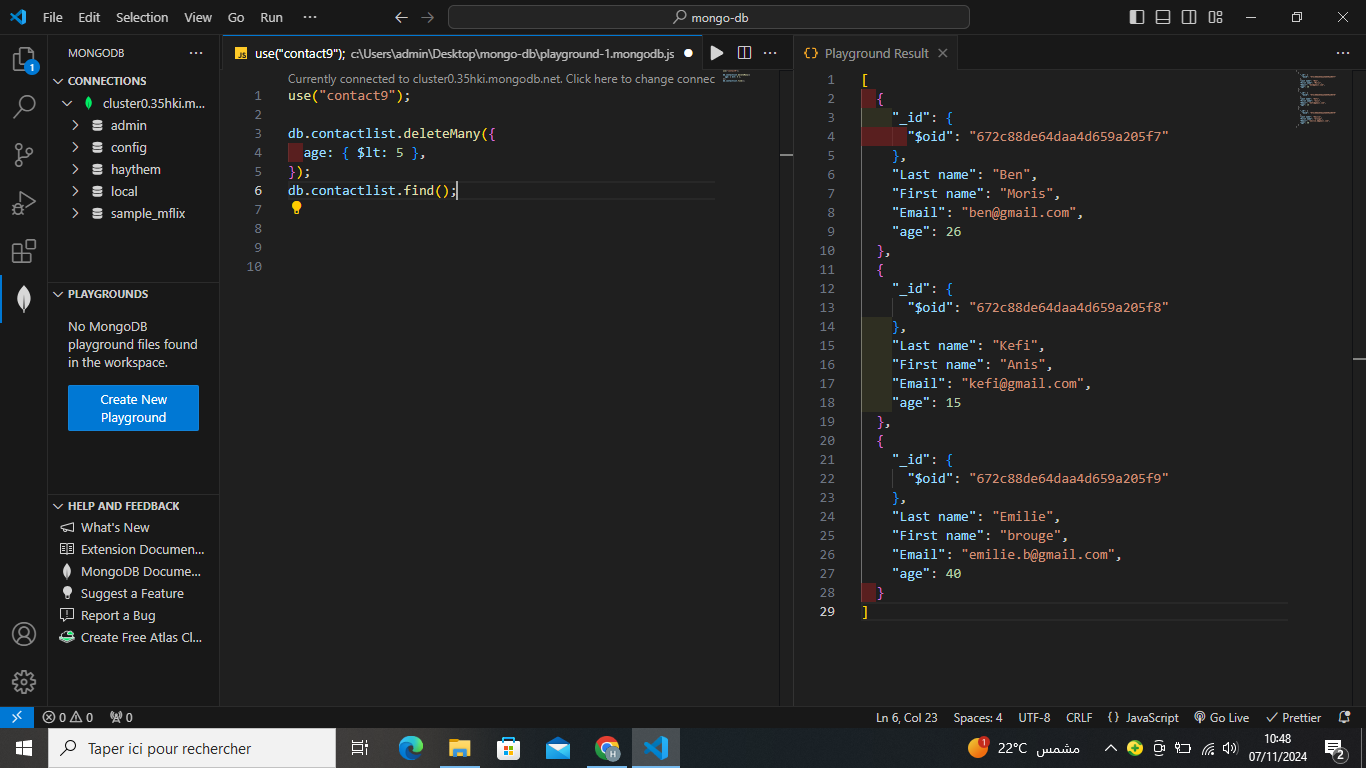 File Edit Selection View Go Run ··· mongo-db
MONGODB ···
CONNECTIONS
cluster0.35hki.m...
admin
config
haythem
local
sample_mflix
PLAYGROUNDS
No MongoDB
playground files found
in the workspace.
Create New
Playground
HELP AND FEEDBACK
What's New
Extension Documen...
MongoDB Docume...
Suggest a Feature
Report a Bug
Create Free Atlas Cl...
1
JS use("contact9"); c:\Users\admin\Desktop\mongo-db\playground-1.mongodb.js ● ···
Currently connected to cluster0.35hki.mongodb.net. Click here to change connec
1 use("contact9");
2
3 db.contactlist.deleteMany({
4   age: { $lt: 5 },
5 });
6 db.contactlist.find();
7
8
9
10
{} Playground Result ···
1 [
2   {
3     "_id": {
4       "$oid": "672c88de64daa4d659a205f7"
5     },
6     "Last name": "Ben",
7     "First name": "Moris",
8     "Email": "ben@gmail.com",
9     "age": 26
10   },
11   {
12     "_id": {
13       "$oid": "672c88de64daa4d659a205f8"
14     },
15     "Last name": "Kefi",
16     "First name": "Anis",
17     "Email": "kefi@gmail.com",
18     "age": 15
19   },
20   {
21     "_id": {
22       "$oid": "672c88de64daa4d659a205f9"
23     },
24     "Last name": "Emilie",
25     "First name": "brouge",
26     "Email": "emilie.b@gmail.com",
27     "age": 40
28   }
29 ]
0 0 0 Ln 6, Col 23 Spaces: 4 UTF-8 CRLF {} JavaScript Go Live Prettier
Taper ici pour rechercher H 1 22°C مشمس 10:48
07/11/2024 2